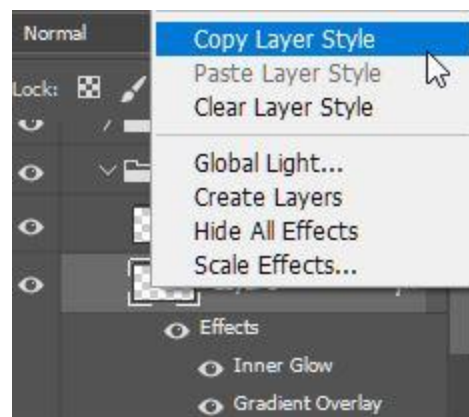 Normal
Copy Layer Style
Paste Layer Style
Lock:
Clear Layer Style
Global Light...
Create Layers
Hide All Effects
Scale Effects...
Effects
Inner Glow
Gradient Overlay